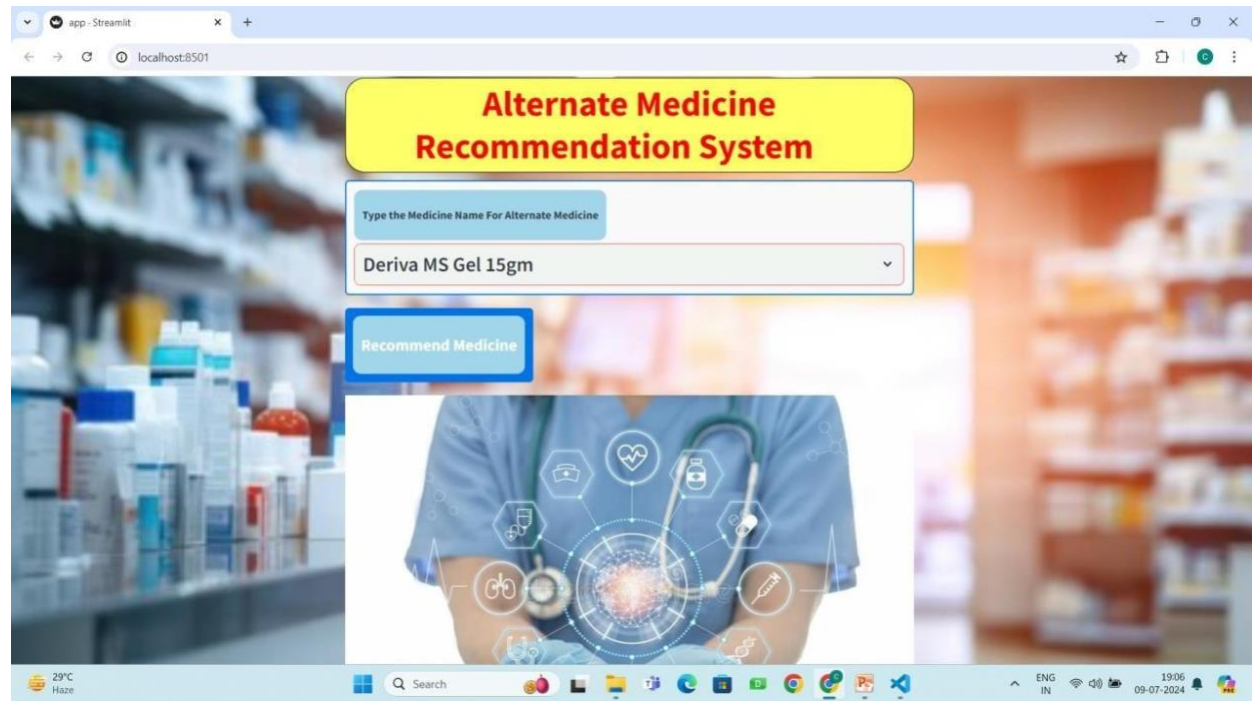 app - Streamlit
localhost:8501
Alternate Medicine
Recommendation System
Type the Medicine Name For Alternate Medicine
Deriva MS Gel 15gm
Recommend Medicine
29°C
Haze
Search
ENG
IN
19:06
09-07-2024